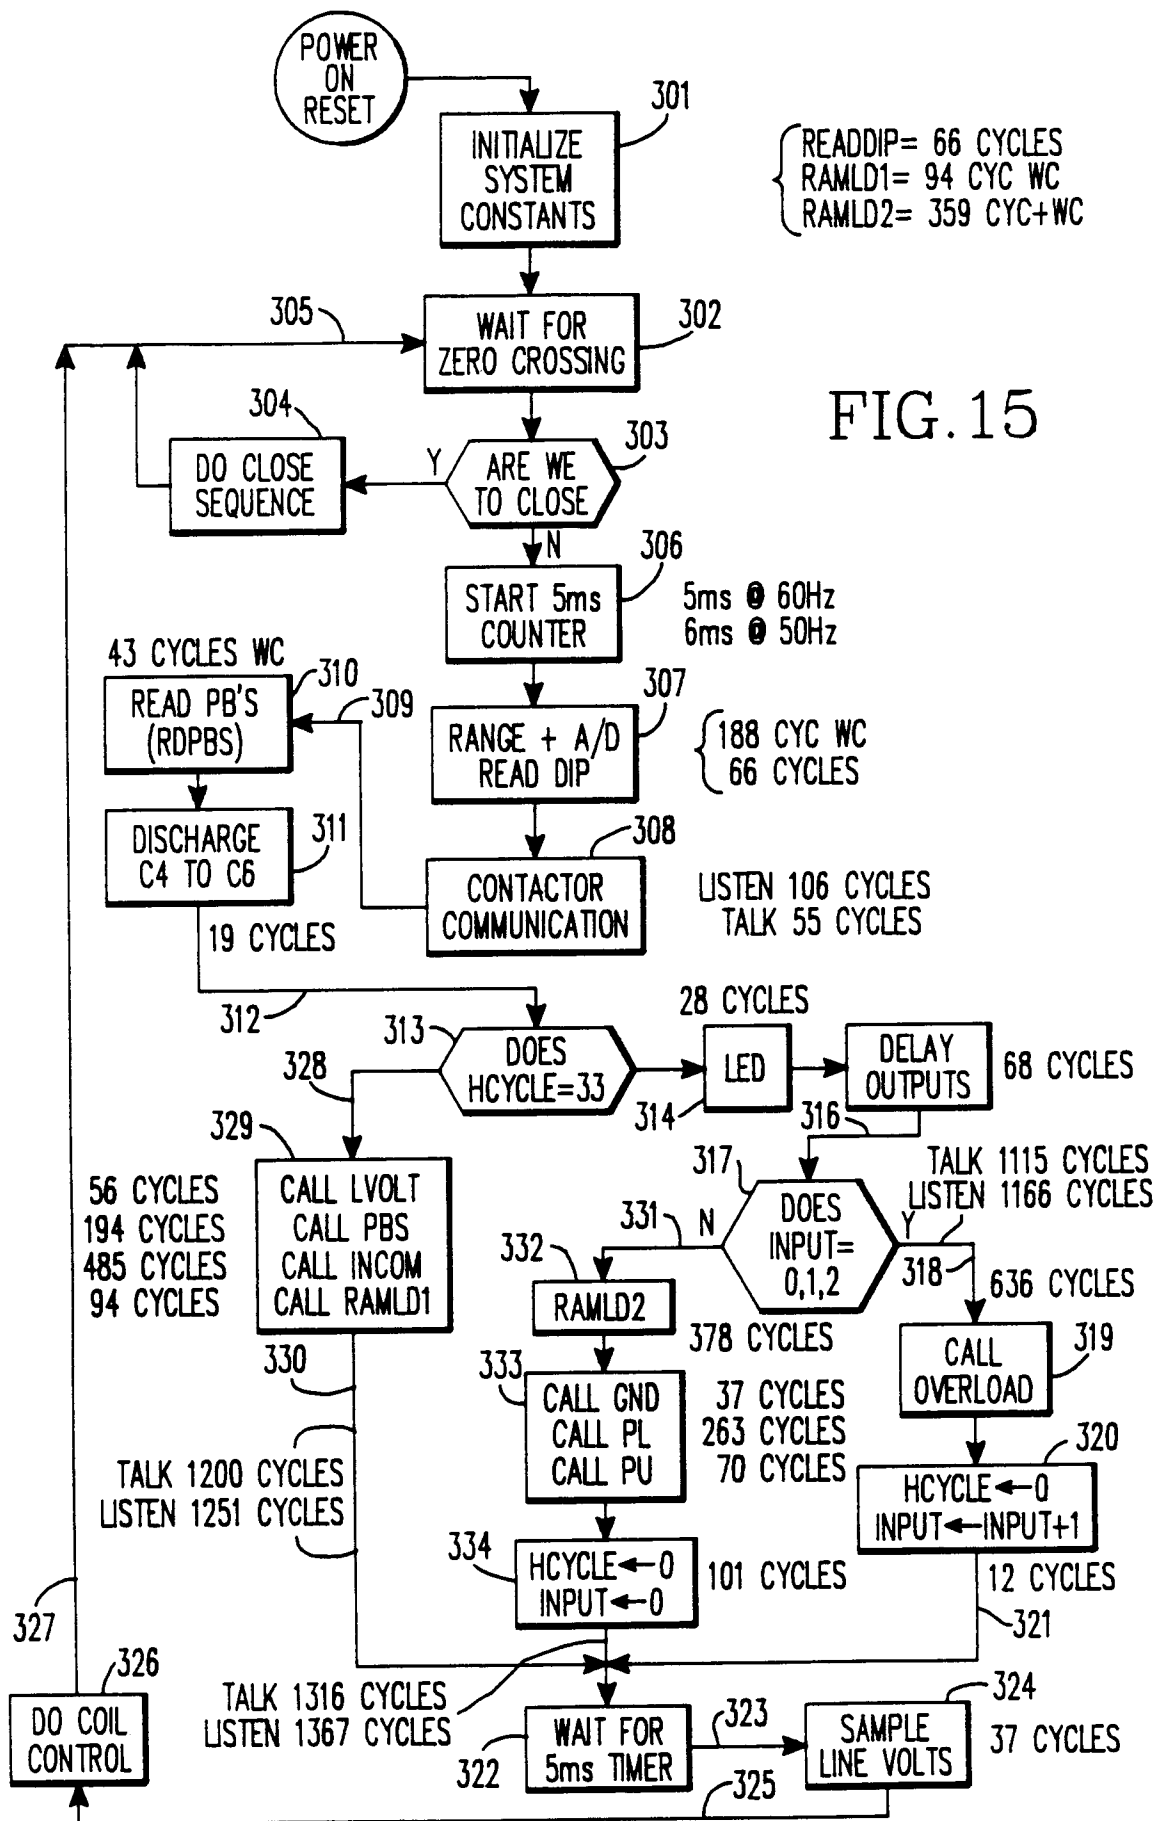 POWER
ON
RESET
301
INITIALIZE
SYSTEM
CONSTANTS
READDIP= 66 CYCLES
RAMLD1= 94 CYC WC
RAMLD2= 359 CYC+WC
305
WAIT FOR
ZERO CROSSING
302
FIG. 15
304
DO CLOSE
SEQUENCE
Y
ARE WE
TO CLOSE
303
N
306
START 5ms
COUNTER
5ms @ 60Hz
6ms @ 50Hz
43 CYCLES WC
310
READ PB'S
(RDPBS)
309
307
RANGE + A/D
READ DIP
188 CYC WC
66 CYCLES
DISCHARGE
C4 TO C6
311
308
CONTACTOR
COMMUNICATION
LISTEN 106 CYCLES
TALK 55 CYCLES
19 CYCLES
312
313
DOES
HCYCLE=33
28 CYCLES
LED
314
DELAY
OUTPUTS
68 CYCLES
328
329
316
317
TALK 1115 CYCLES
LISTEN 1166 CYCLES
56 CYCLES
194 CYCLES
485 CYCLES
94 CYCLES
CALL LVOLT
CALL PBS
CALL INCOM
CALL RAMLD1
331
N
DOES
INPUT=
0,1,2
Y
318
332
RAMLD2
378 CYCLES
636 CYCLES
CALL
OVERLOAD
319
330
333
CALL GND
CALL PL
CALL PU
37 CYCLES
263 CYCLES
70 CYCLES
320
HCYCLE←0
INPUT←INPUT+1
TALK 1200 CYCLES
LISTEN 1251 CYCLES
334
HCYCLE←0
INPUT←0
101 CYCLES
12 CYCLES
321
327
326
DO COIL
CONTROL
TALK 1316 CYCLES
LISTEN 1367 CYCLES
322
WAIT FOR
5ms TIMER
323
324
SAMPLE
LINE VOLTS
37 CYCLES
325